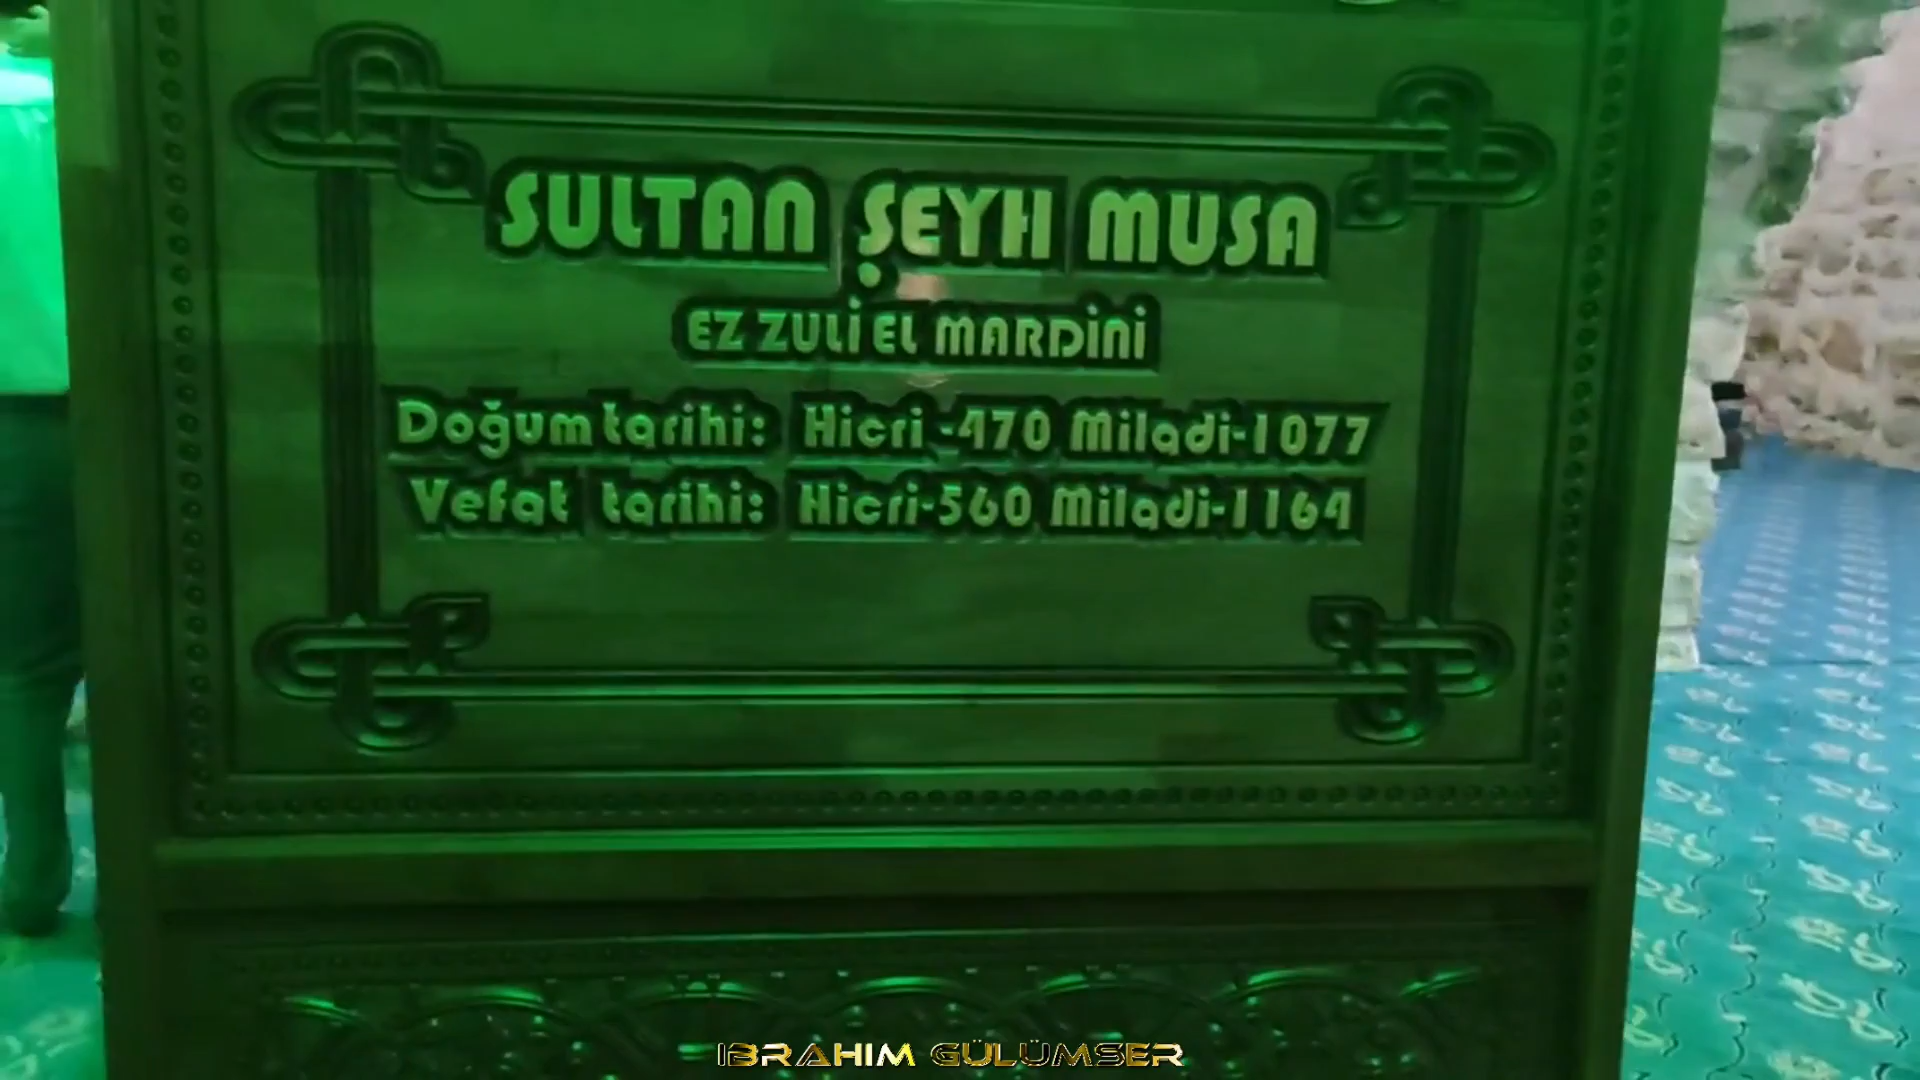 SULTAN ŞEYH MUSA
EZ ZULİ EL MARDİNİ
Doğum tarihi: Hicri -470 Miladi-1077
Vefat tarihi: Hicri-560 Miladi-1164
IBRAHIM GÜLÜMSER